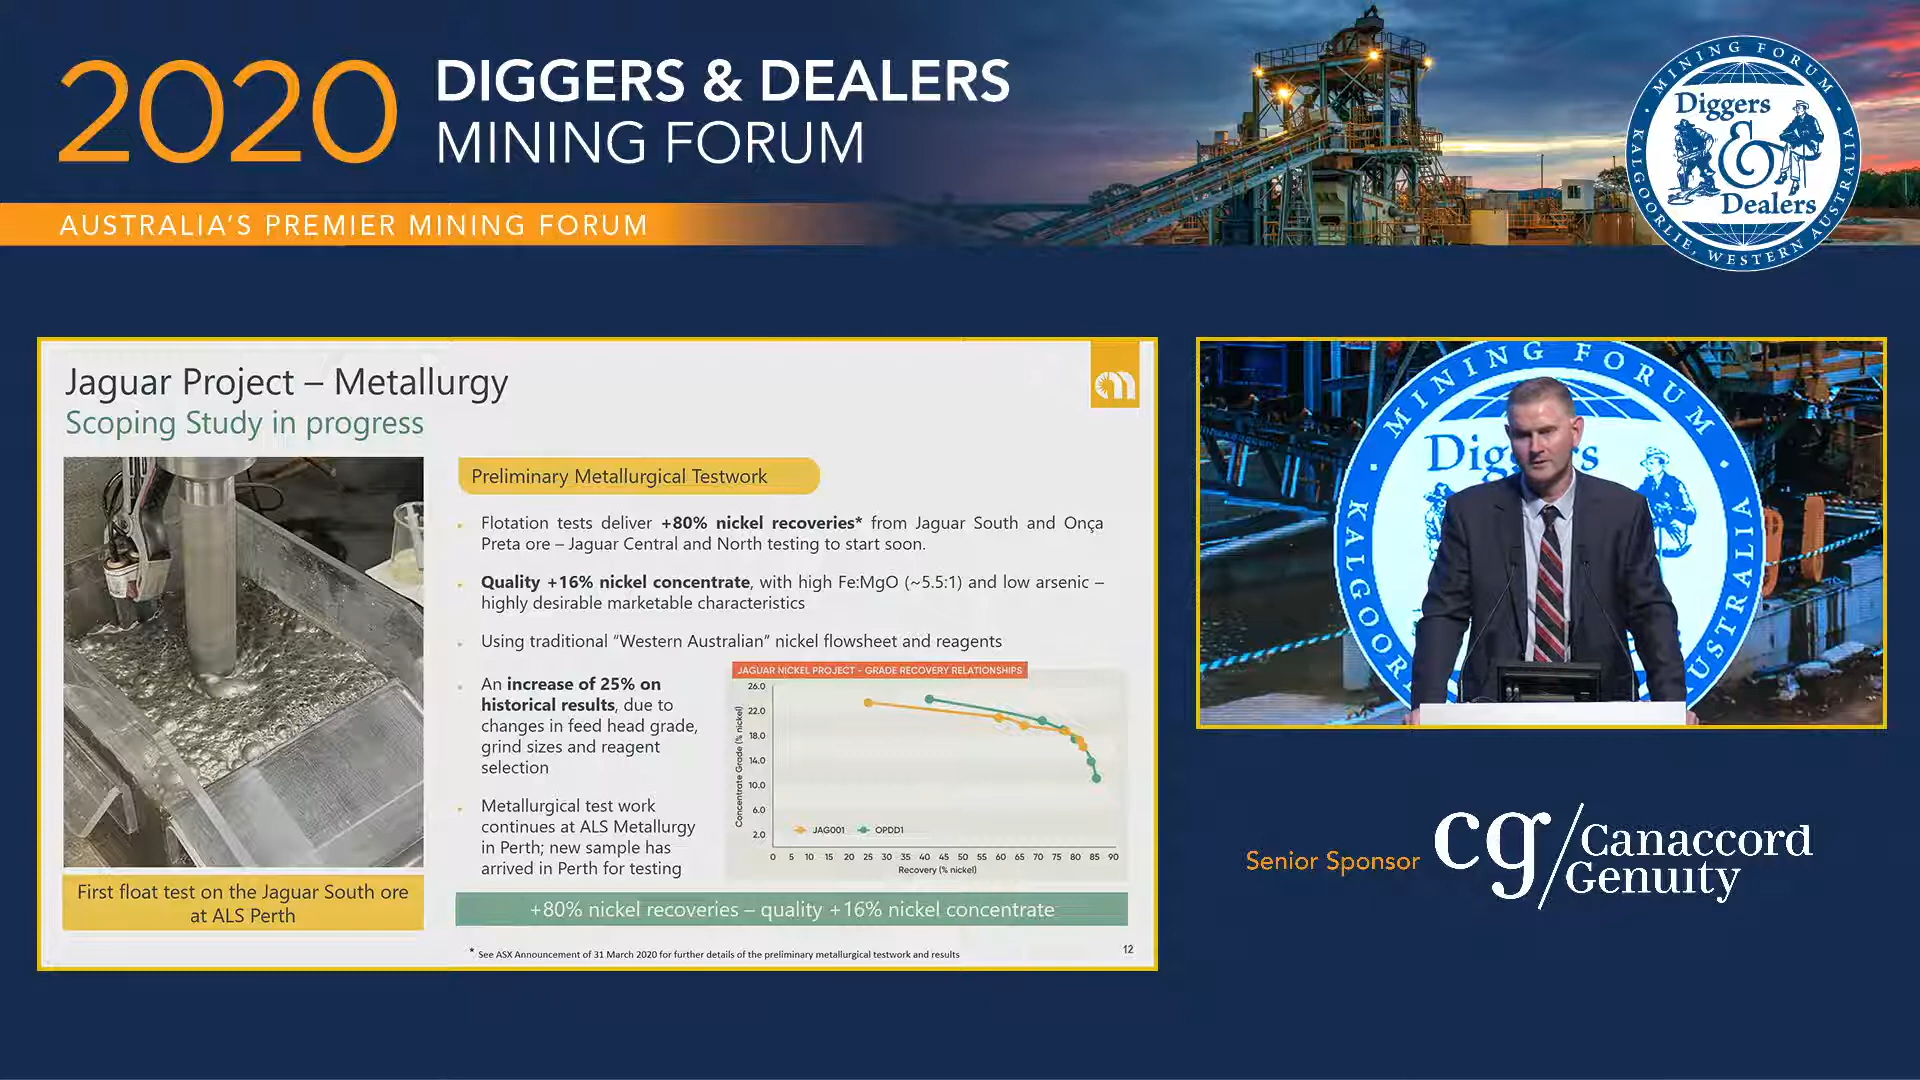 2020
DIGGERS & DEALERS
MINING FORUM
AUSTRALIA'S PREMIER MINING FORUM
MINING FORUM
Diggers
&
Dealers
KALGOORLIE, WESTERN AUSTRALIA
Jaguar Project – Metallurgy
Scoping Study in progress
Preliminary Metallurgical Testwork
Flotation tests deliver +80% nickel recoveries* from Jaguar South and Onça
Preta ore – Jaguar Central and North testing to start soon.
Quality +16% nickel concentrate, with high Fe:MgO (~5.5:1) and low arsenic –
highly desirable marketable characteristics
Using traditional “Western Australian” nickel flowsheet and reagents
An increase of 25% on
historical results, due to
changes in feed head grade,
grind sizes and reagent
selection
Metallurgical test work
continues at ALS Metallurgy
in Perth; new sample has
arrived in Perth for testing
JAGUAR NICKEL PROJECT - GRADE RECOVERY RELATIONSHIPS
Concentrate Grade (% nickel)
26.0
22.0
18.0
14.0
10.0
6.0
2.0
JAG001 OPDD1
0 5 10 15 20 25 30 35 40 45 50 55 60 65 70 75 80 85 90
Recovery (% nickel)
First float test on the Jaguar South ore
at ALS Perth
+80% nickel recoveries – quality +16% nickel concentrate
* See ASX Announcement of 31 March 2020 for further details of the preliminary metallurgical testwork and results
12
MINING FORUM
KALGOOR
AUSTRALIA
Senior Sponsor
cg/Canaccord
Genuity